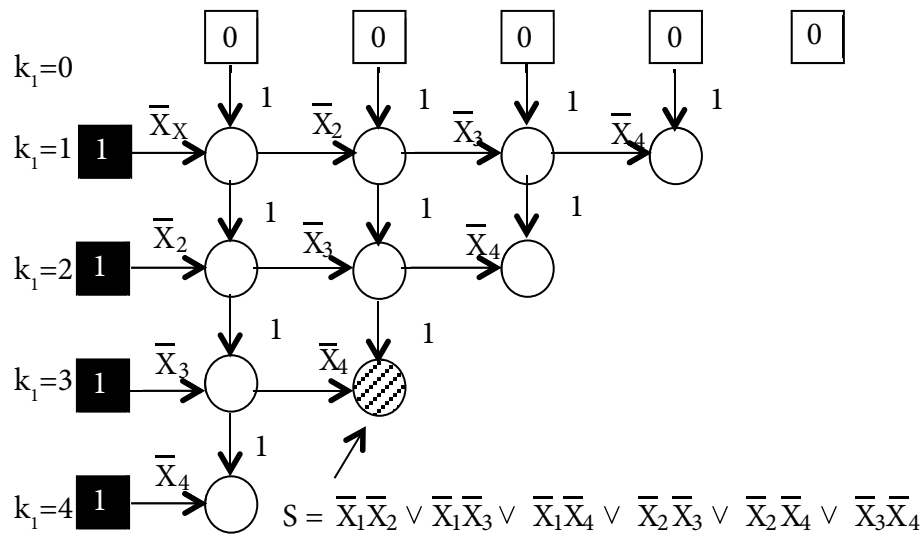 0 0 0 0 0
k₁=0
1 1 1 1
k₁=1 1 X̅X X̅₂ X̅₃ X̅₄
1 1 1
k₁=2 1 X̅₂ X̅₃ X̅₄
1 1
k₁=3 1 X̅₃ X̅₄
1
k₁=4 1 X̅₄
S = X̅₁X̅₂ ∨ X̅₁X̅₃ ∨ X̅₁X̅₄ ∨ X̅₂X̅₃ ∨ X̅₂X̅₄ ∨ X̅₃X̅₄